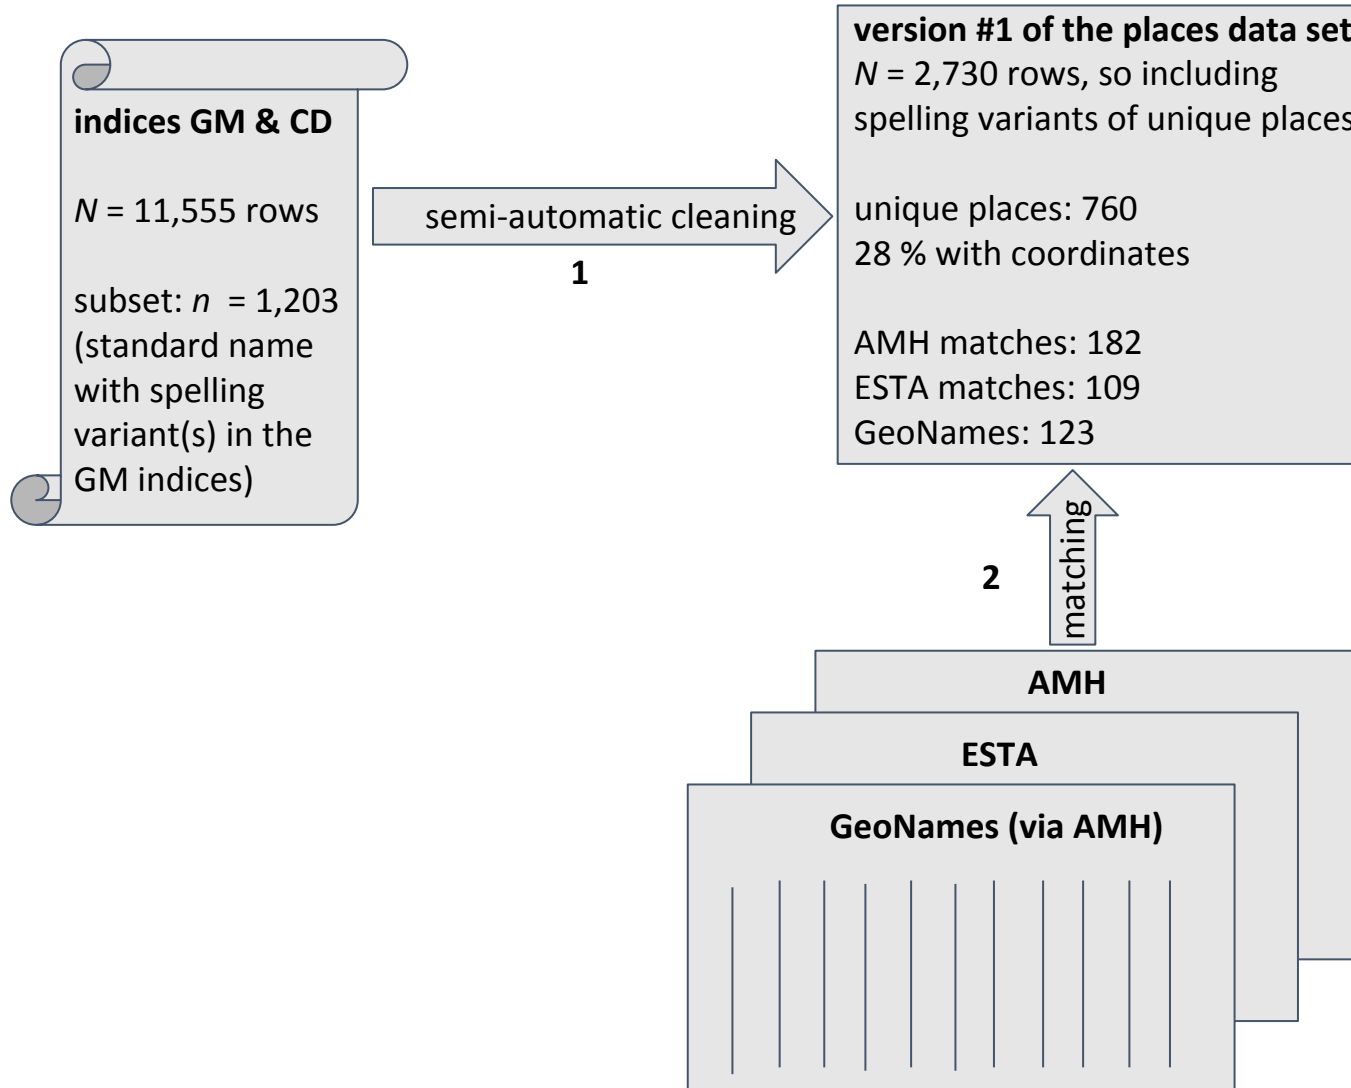 indices GM & CD
N = 11,555 rows
subset: n = 1,203
(standard name
with spelling
variant(s) in the
GM indices)
semi-automatic cleaning
1
version #1 of the places data set
N = 2,730 rows, so including
spelling variants of unique places
unique places: 760
28 % with coordinates
AMH matches: 182
ESTA matches: 109
GeoNames: 123
2
matching
AMH
ESTA
GeoNames (via AMH)